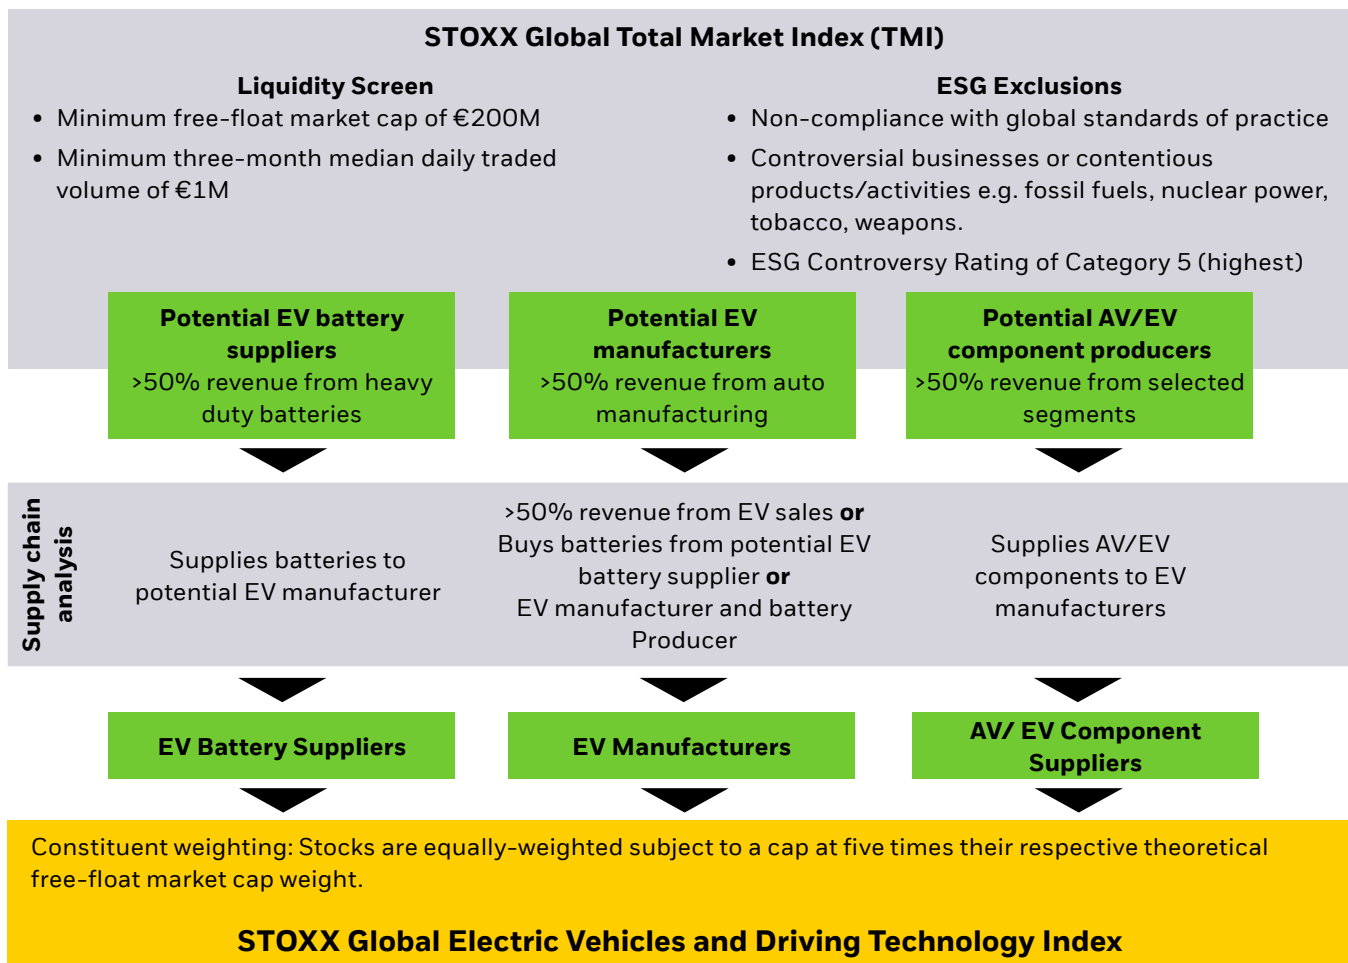 STOXX Global Total Market Index (TMI)
Liquidity Screen
• Minimum free-float market cap of €200M
• Minimum three-month median daily traded
volume of €1M
ESG Exclusions
• Non-compliance with global standards of practice
• Controversial businesses or contentious
products/activities e.g. fossil fuels, nuclear power,
tobacco, weapons.
• ESG Controversy Rating of Category 5 (highest)
Potential EV battery
suppliers
>50% revenue from heavy
duty batteries
Potential EV
manufacturers
>50% revenue from auto
manufacturing
Potential AV/EV
component producers
>50% revenue from selected
segments
Supply chain
analysis
Supplies batteries to
potential EV manufacturer
>50% revenue from EV sales or
Buys batteries from potential EV
battery supplier or
EV manufacturer and battery
Producer
Supplies AV/EV
components to EV
manufacturers
EV Battery Suppliers
EV Manufacturers
AV/ EV Component
Suppliers
Constituent weighting: Stocks are equally-weighted subject to a cap at five times their respective theoretical
free-float market cap weight.
STOXX Global Electric Vehicles and Driving Technology Index